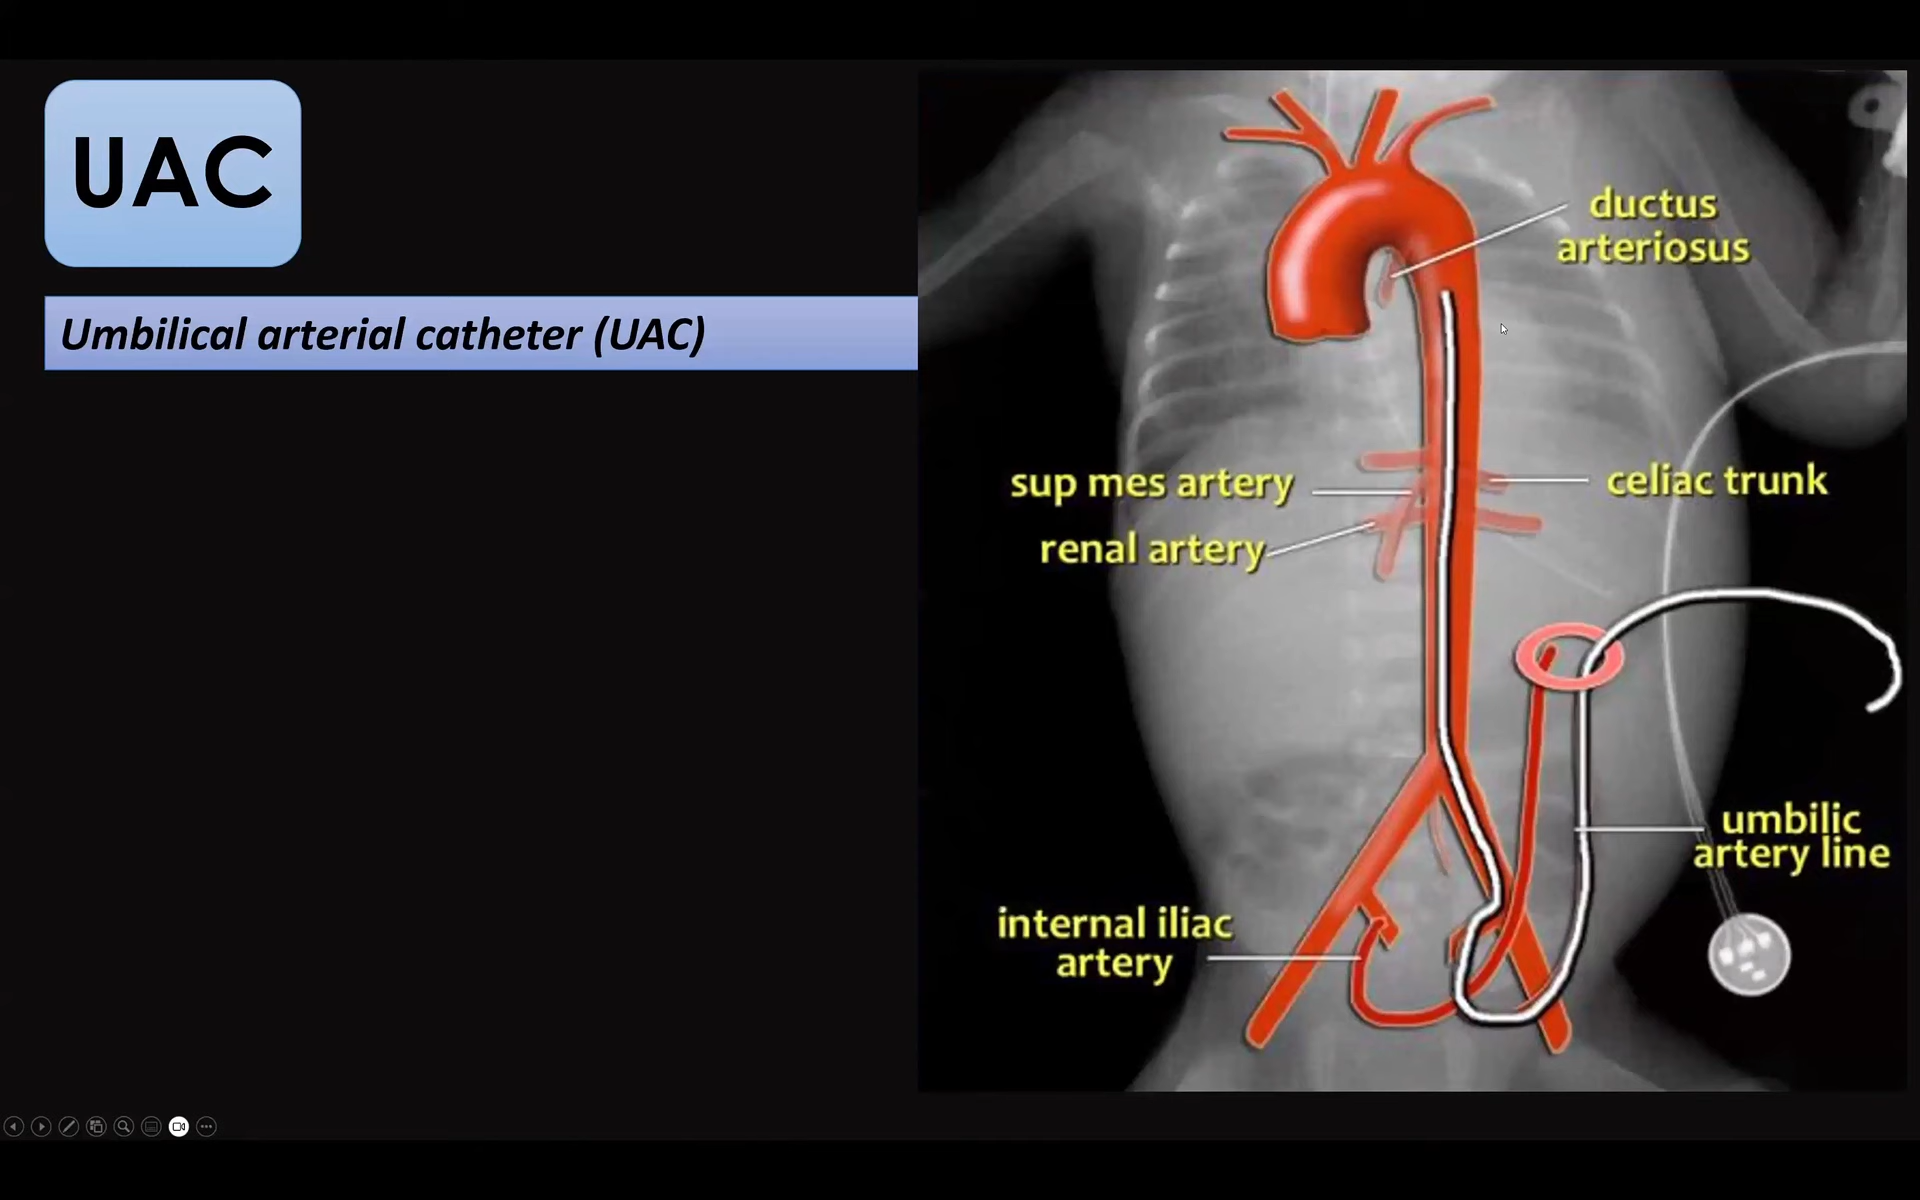 UAC
Umbilical arterial catheter (UAC)
ductus
arteriosus
sup mes artery
celiac trunk
renal artery
umbilic
artery line
internal iliac
artery